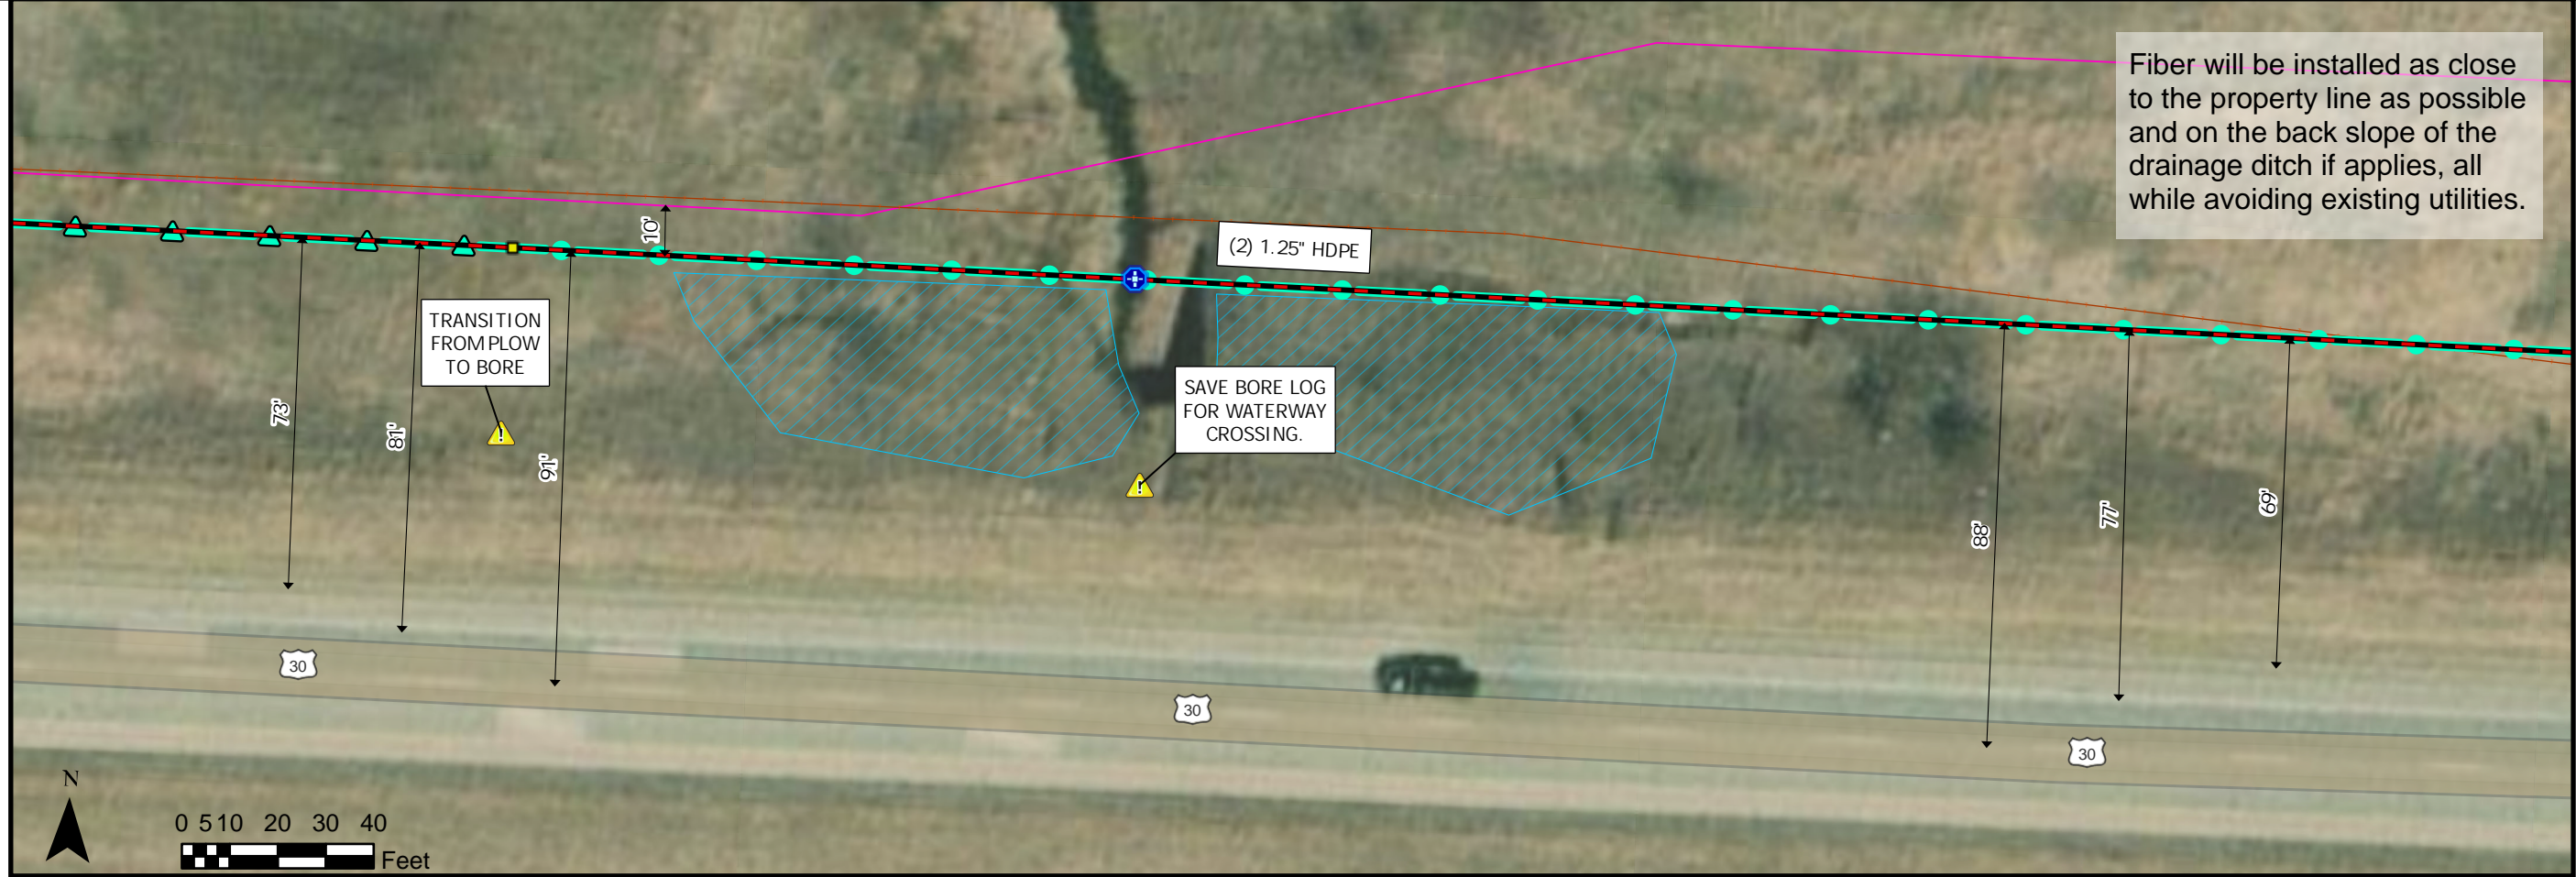 Fiber will be installed as close
to the property line as possible
and on the back slope of the
drainage ditch if applies, all
while avoiding existing utilities.
10'
(2) 1.25" HDPE
TRANSITION
FROM PLOW
TO BORE
SAVE BORE LOG
FOR WATERWAY
CROSSING.
73'
81'
91'
88'
77'
69'
30
30
30
N
0 5 10 20 30 40
Feet